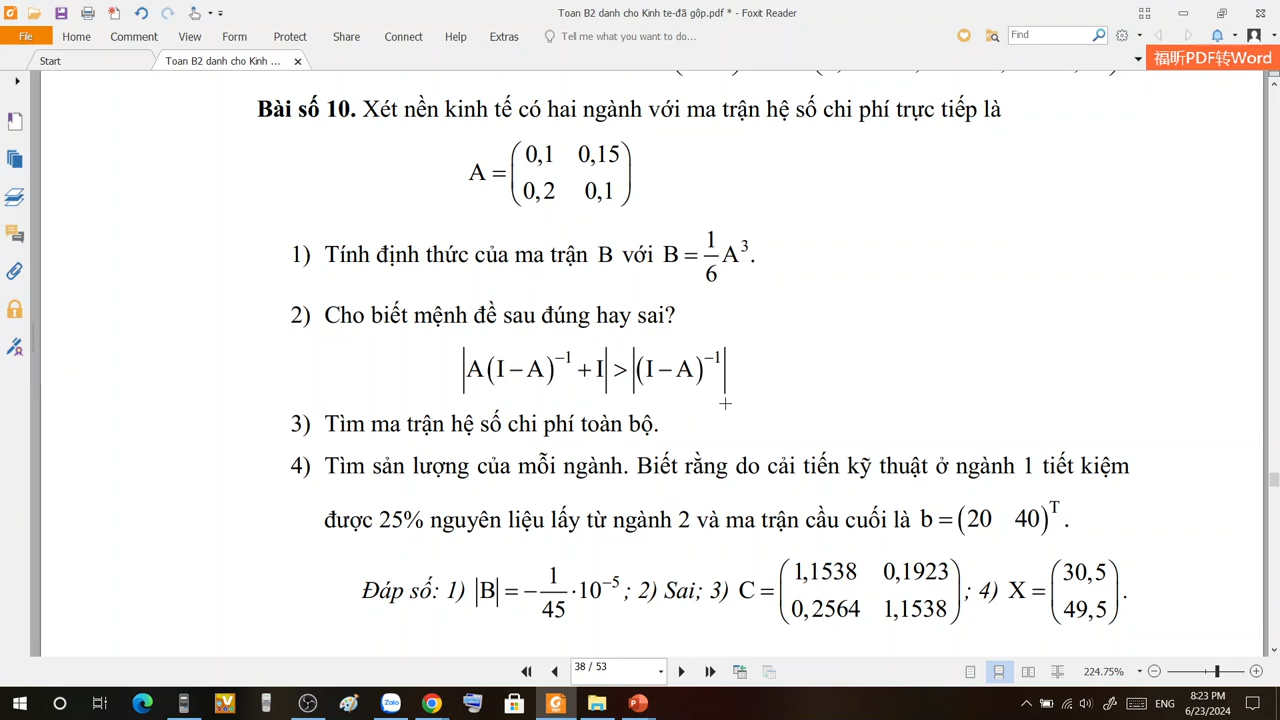 Toan B2 danh cho Kinh te-đã gộp.pdf * - Foxit Reader
File Home Comment View Form Protect Share Connect Help Extras Tell me what you want to do... Find
Start Toan B2 danh cho Kinh ... 福昕PDF转Word
Bài số 10. Xét nền kinh tế có hai ngành với ma trận hệ số chi phí trực tiếp là
A = (0,1 0,15
0,2 0,1)
1) Tính định thức của ma trận B với B = 1/6 A³.
2) Cho biết mệnh đề sau đúng hay sai?
|A(I − A)⁻¹ + I| > |(I − A)⁻¹|
3) Tìm ma trận hệ số chi phí toàn bộ.
4) Tìm sản lượng của mỗi ngành. Biết rằng do cải tiến kỹ thuật ở ngành 1 tiết kiệm
được 25% nguyên liệu lấy từ ngành 2 và ma trận cầu cuối là b = (20 40)ᵀ.
Đáp số: 1) |B| = −1/45 · 10⁻⁵; 2) Sai; 3) C = (1,1538 0,1923
0,2564 1,1538); 4) X = (30,5
49,5).
38 / 53 224.75%
Zalo ENG 8:23 PM
6/23/2024